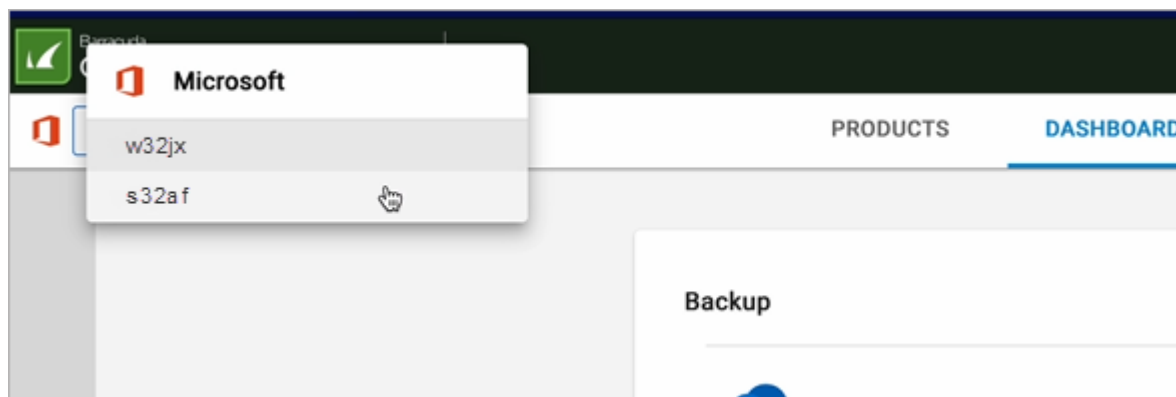 Barracuda
Microsoft
w32jx
s32af
PRODUCTS
DASHBOARD
Backup